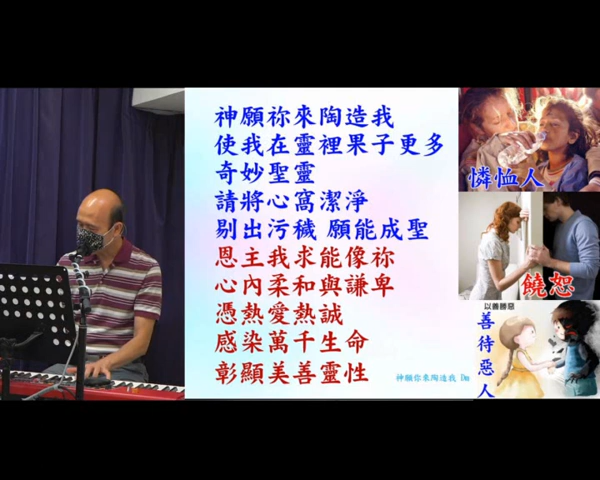 神願祢來陶造我
使我在靈裡果子更多
奇妙聖靈
請將心窩潔淨
剔出污穢 願能成聖
恩主我求能像祢
心內柔和與謙卑
憑熱愛熱誠
感染萬千生命
彰顯美善靈性
神願你來陶造我 Dm
憐恤人
饒恕
以善勝惡
善待惡人